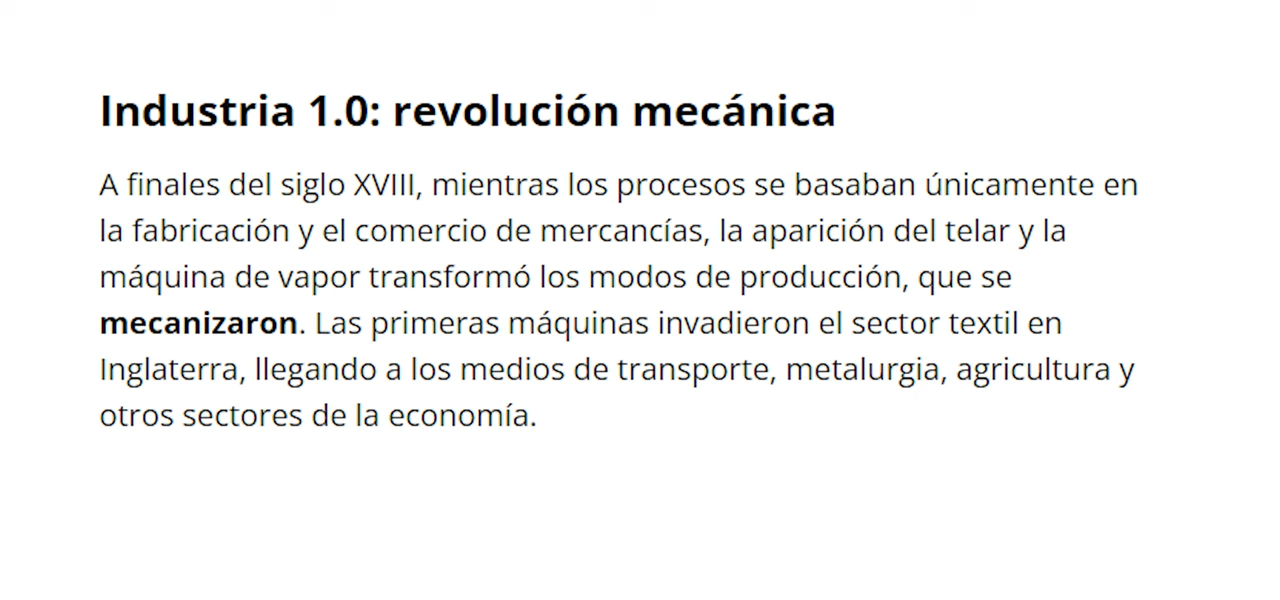 Industria 1.0: revolución mecánica
A finales del siglo XVIII, mientras los procesos se basaban únicamente en
la fabricación y el comercio de mercancías, la aparición del telar y la
máquina de vapor transformó los modos de producción, que se
mecanizaron. Las primeras máquinas invadieron el sector textil en
Inglaterra, llegando a los medios de transporte, metalurgia, agricultura y
otros sectores de la economía.